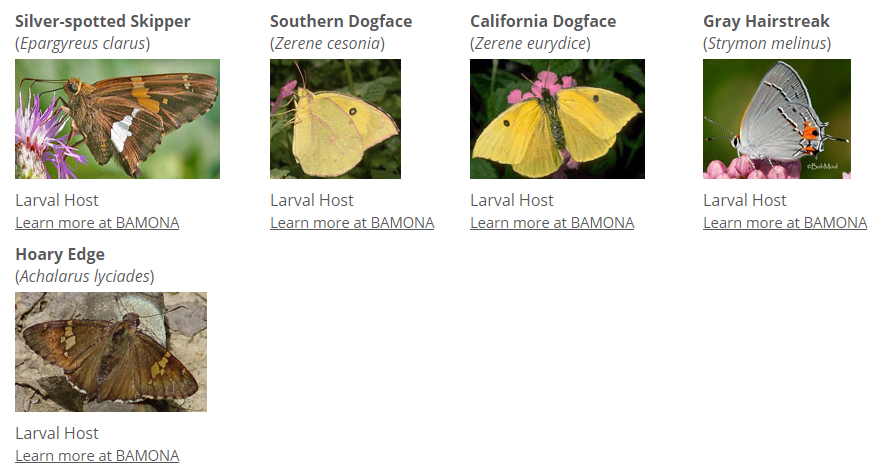 Silver-spotted Skipper
(Epargyreus clarus)
Larval Host
Learn more at BAMONA
Southern Dogface
(Zerene cesonia)
Larval Host
Learn more at BAMONA
California Dogface
(Zerene eurydice)
Larval Host
Learn more at BAMONA
Gray Hairstreak
(Strymon melinus)
©BobMoul
Larval Host
Learn more at BAMONA
Hoary Edge
(Achalarus lyciades)
Larval Host
Learn more at BAMONA